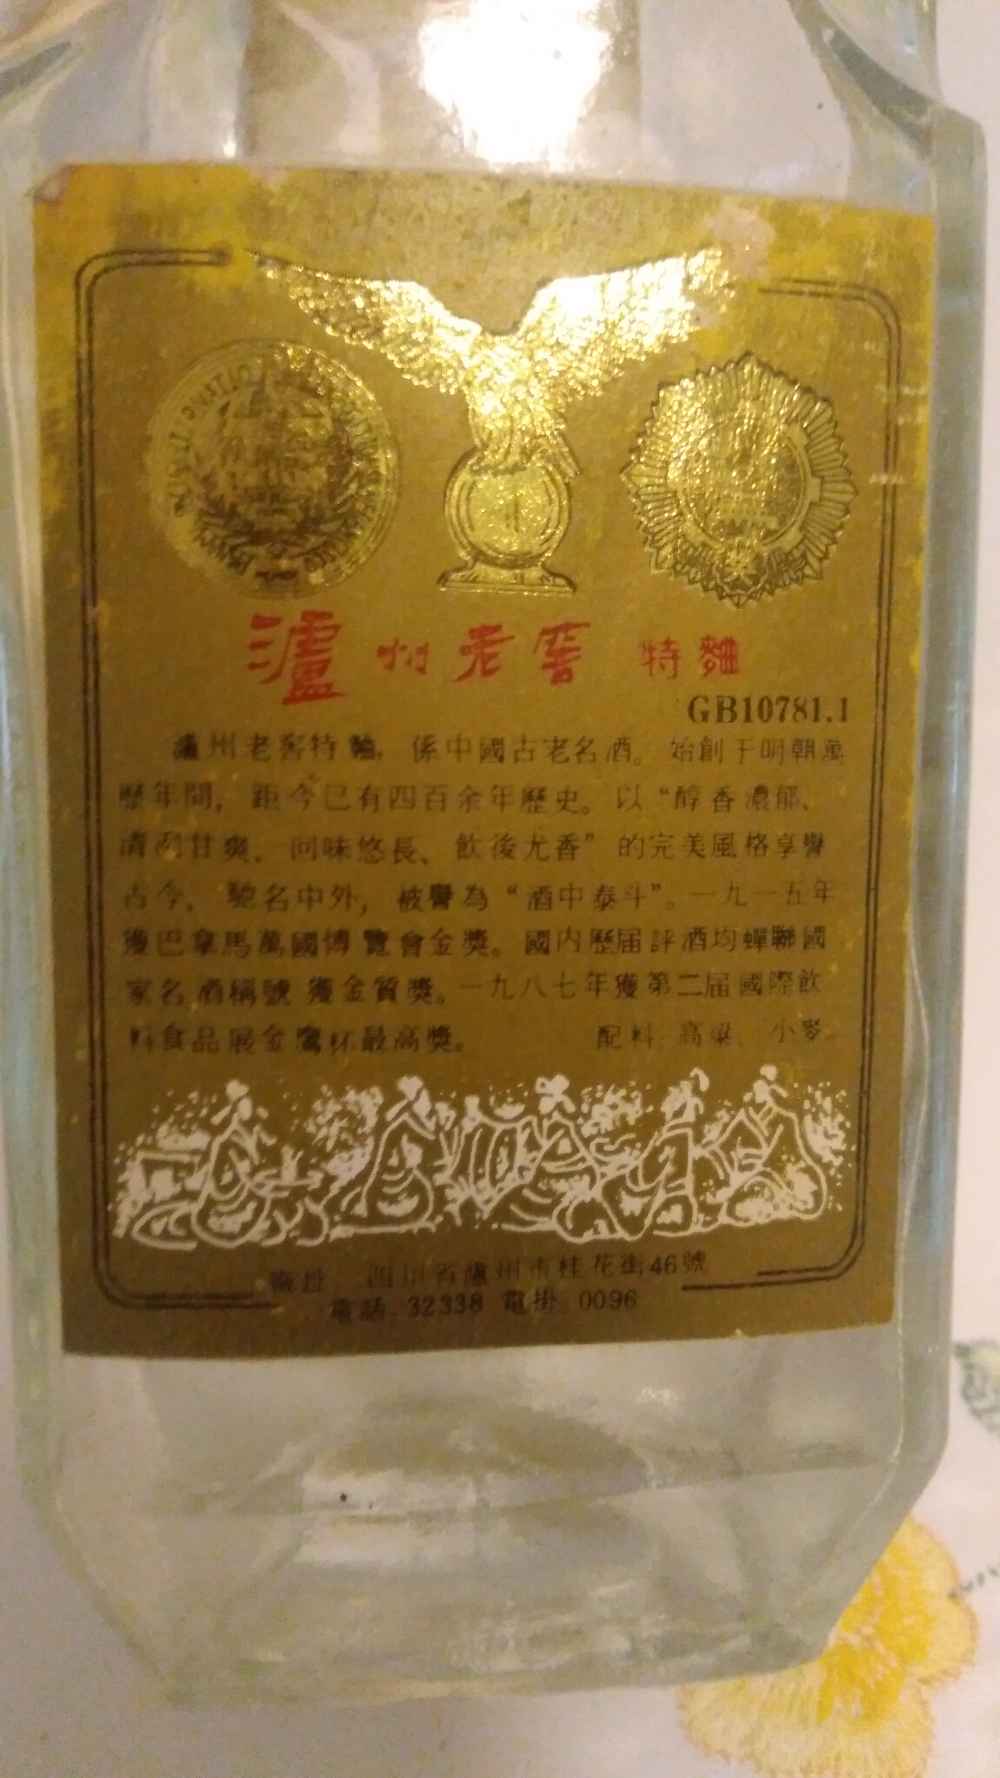 瀘州老窖 特麯
GB10781.1
瀘州老窖特麯，係中國古老名酒。始創于明朝萬
歷年間，距今已有四百余年歷史。以“醇香濃郁、
清冽甘爽、回味悠長、飲後尤香”的完美風格享譽
古今，馳名中外，被譽為“酒中泰斗”。一九一五年
獲巴拿馬萬國博覽會金獎。國内歷届評酒均蟬聯國
家名酒稱號獲金質獎。一九八七年獲第二届國際飲
料食品展金鷹杯最高獎。 配料：高粱、小麥
廠址：四川省瀘州市桂花街46號
電話：32338 電掛：0096